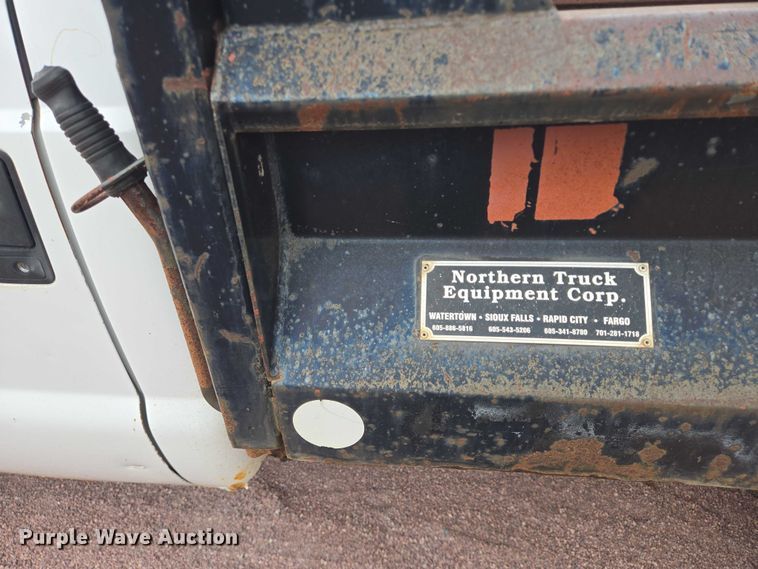 Northern Truck
Equipment Corp.
WATERTOWN • SIOUX FALLS • RAPID CITY • FARGO
605-886-5816 605-543-5206 605-341-8780 701-281-1718
Purple Wave Auction